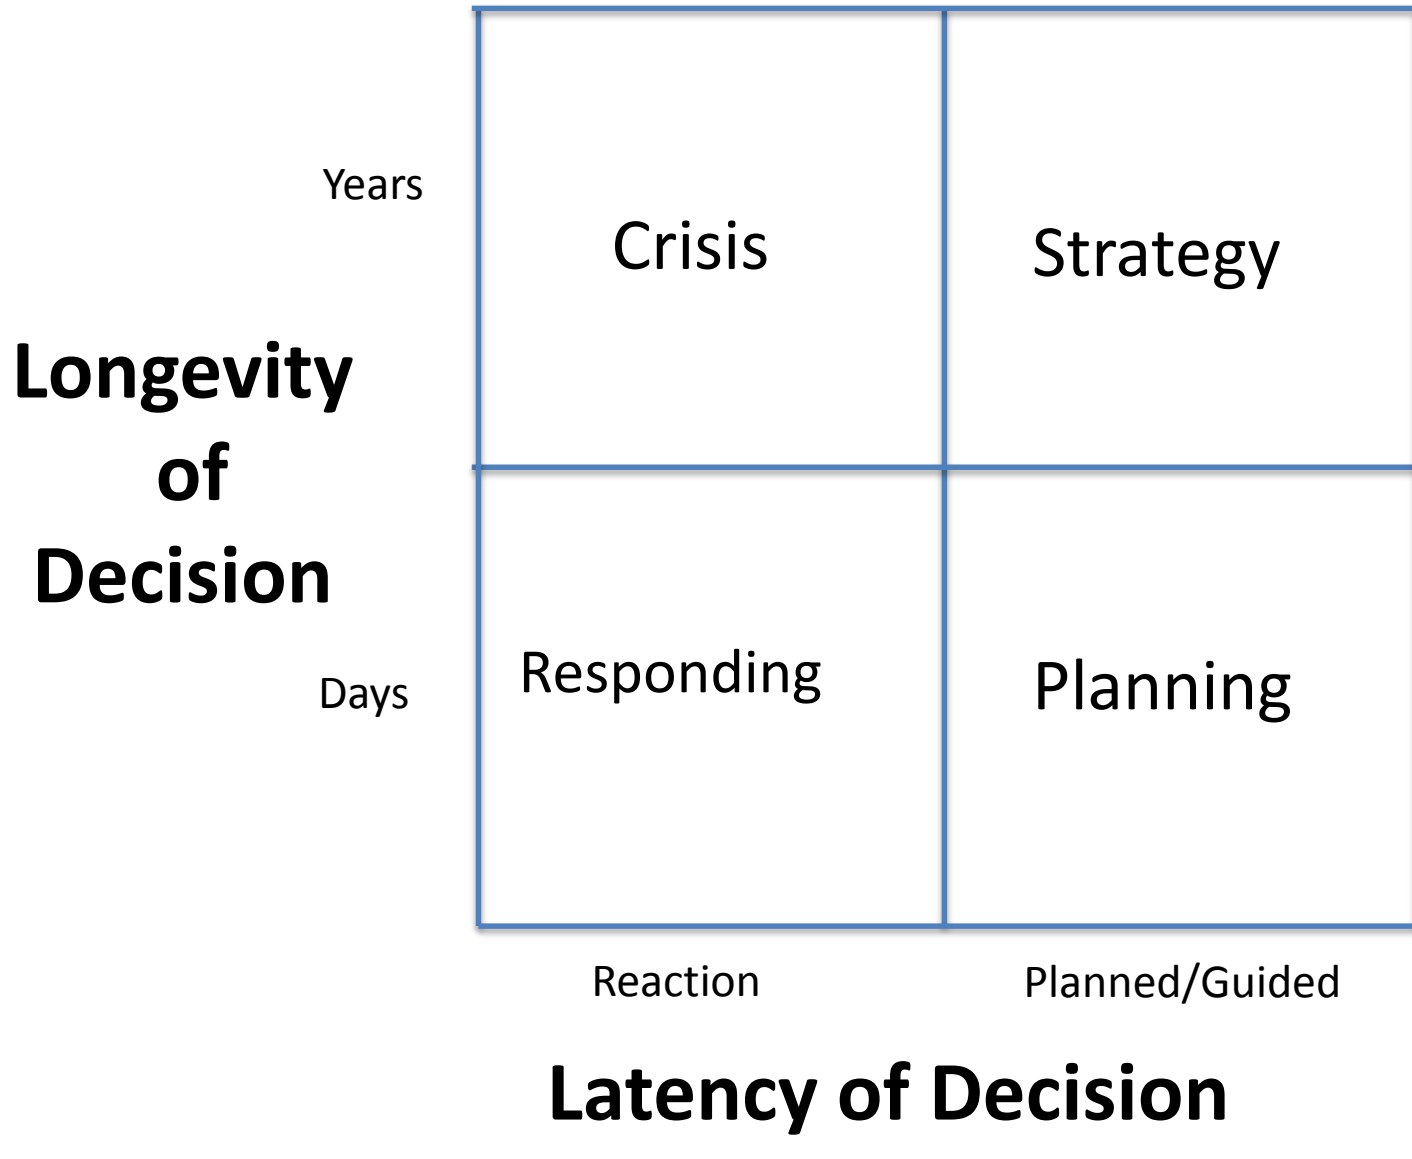 Years
Crisis
Strategy
Longevity
of
Decision
Days
Responding
Planning
Reaction
Planned/Guided
Latency of Decision